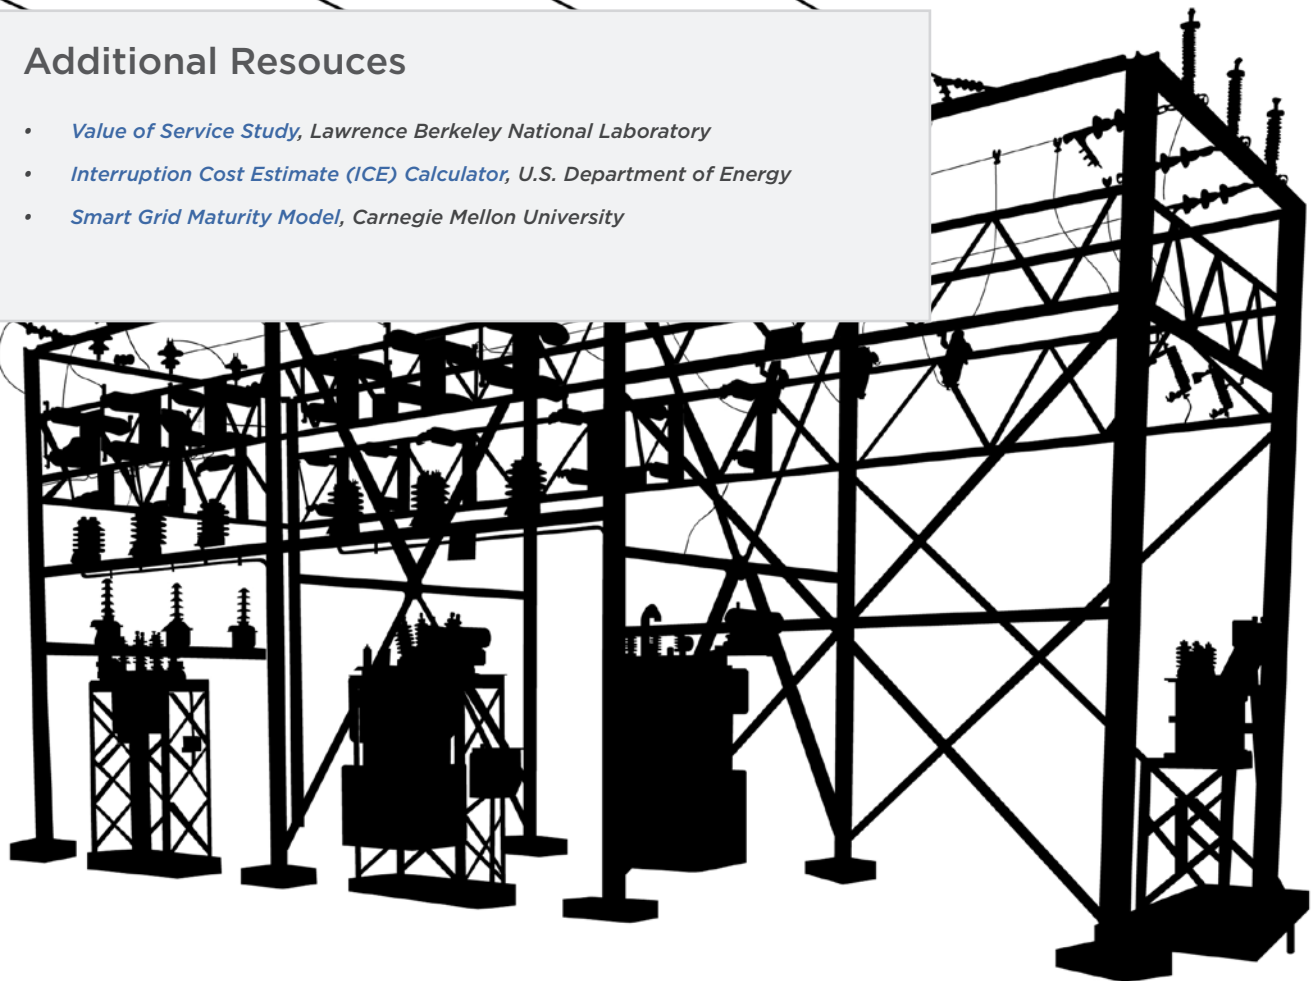 Additional Resouces
• Value of Service Study, Lawrence Berkeley National Laboratory
• Interruption Cost Estimate (ICE) Calculator, U.S. Department of Energy
• Smart Grid Maturity Model, Carnegie Mellon University